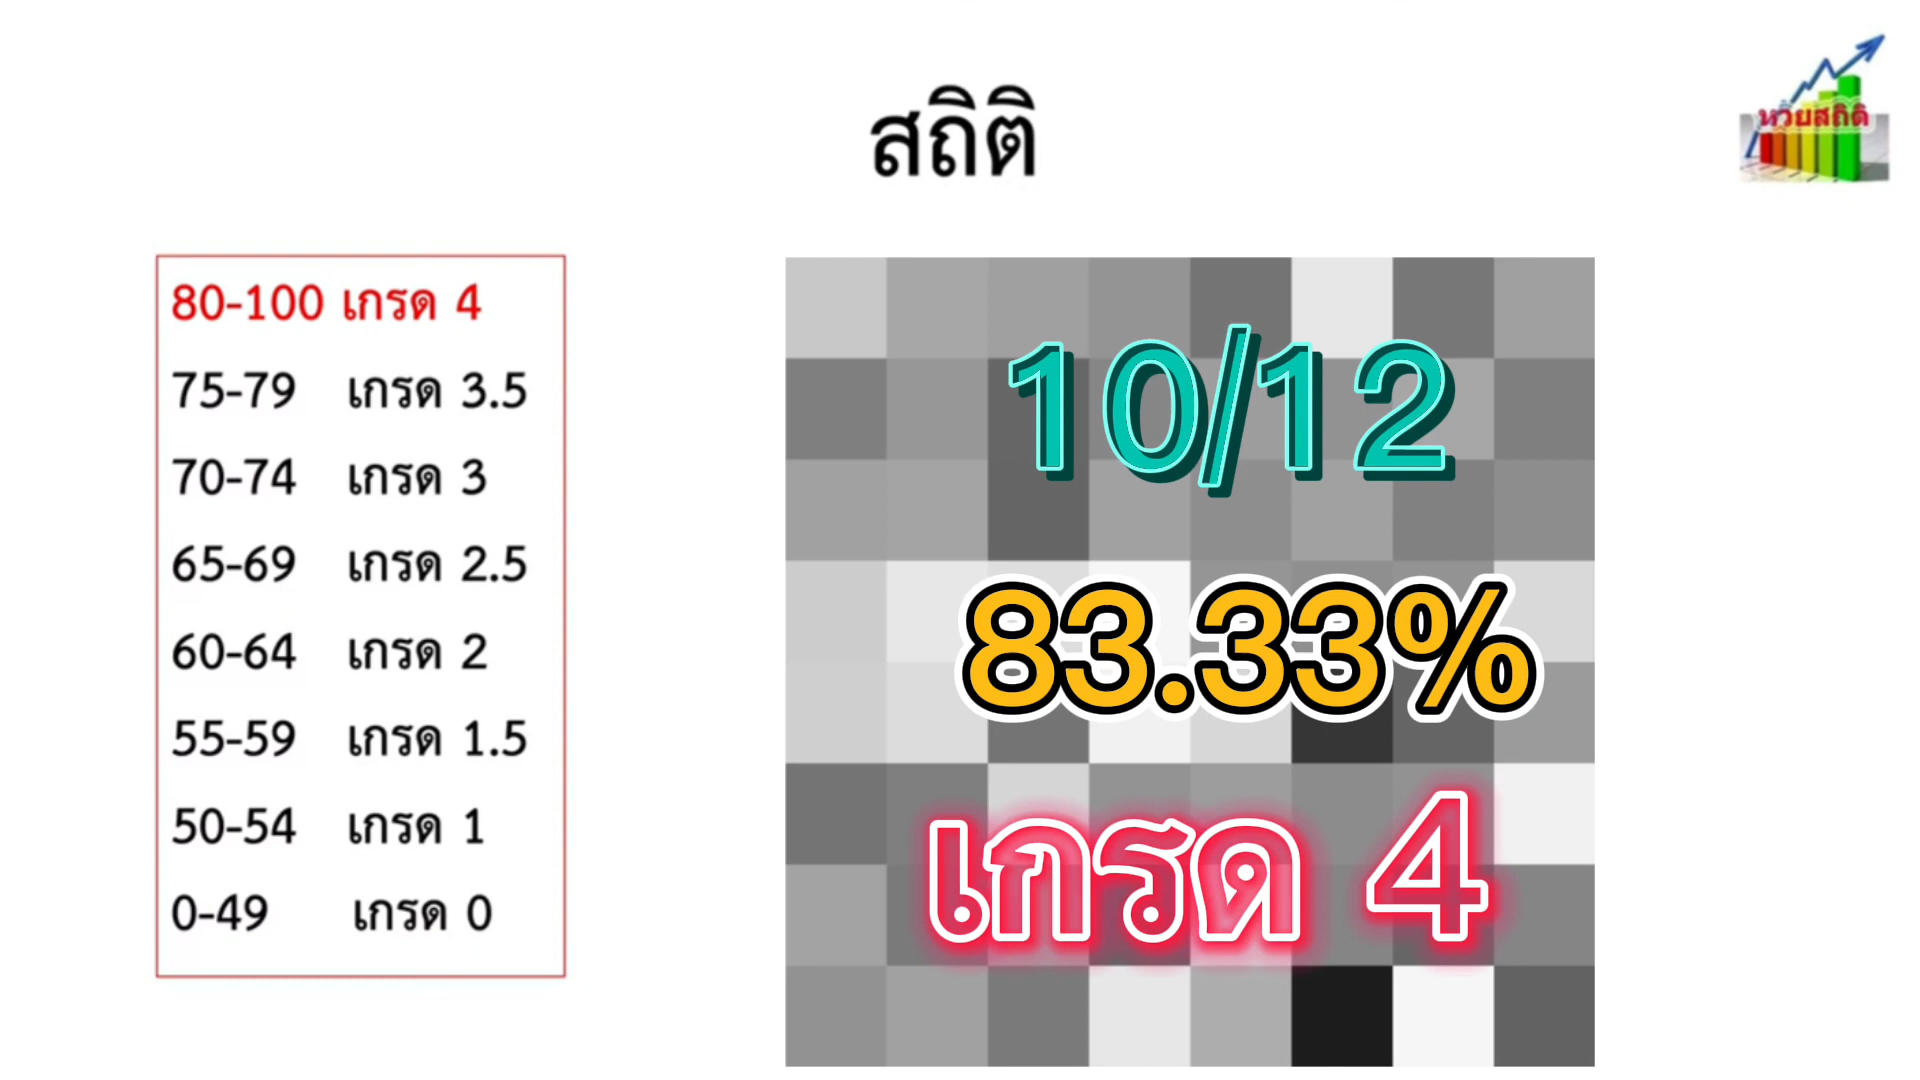 สถิติ
หวยสถิติ
80-100 เกรด 4
75-79 เกรด 3.5
70-74 เกรด 3
65-69 เกรด 2.5
60-64 เกรด 2
55-59 เกรด 1.5
50-54 เกรด 1
0-49 เกรด 0
10/12
83.33%
เกรด 4